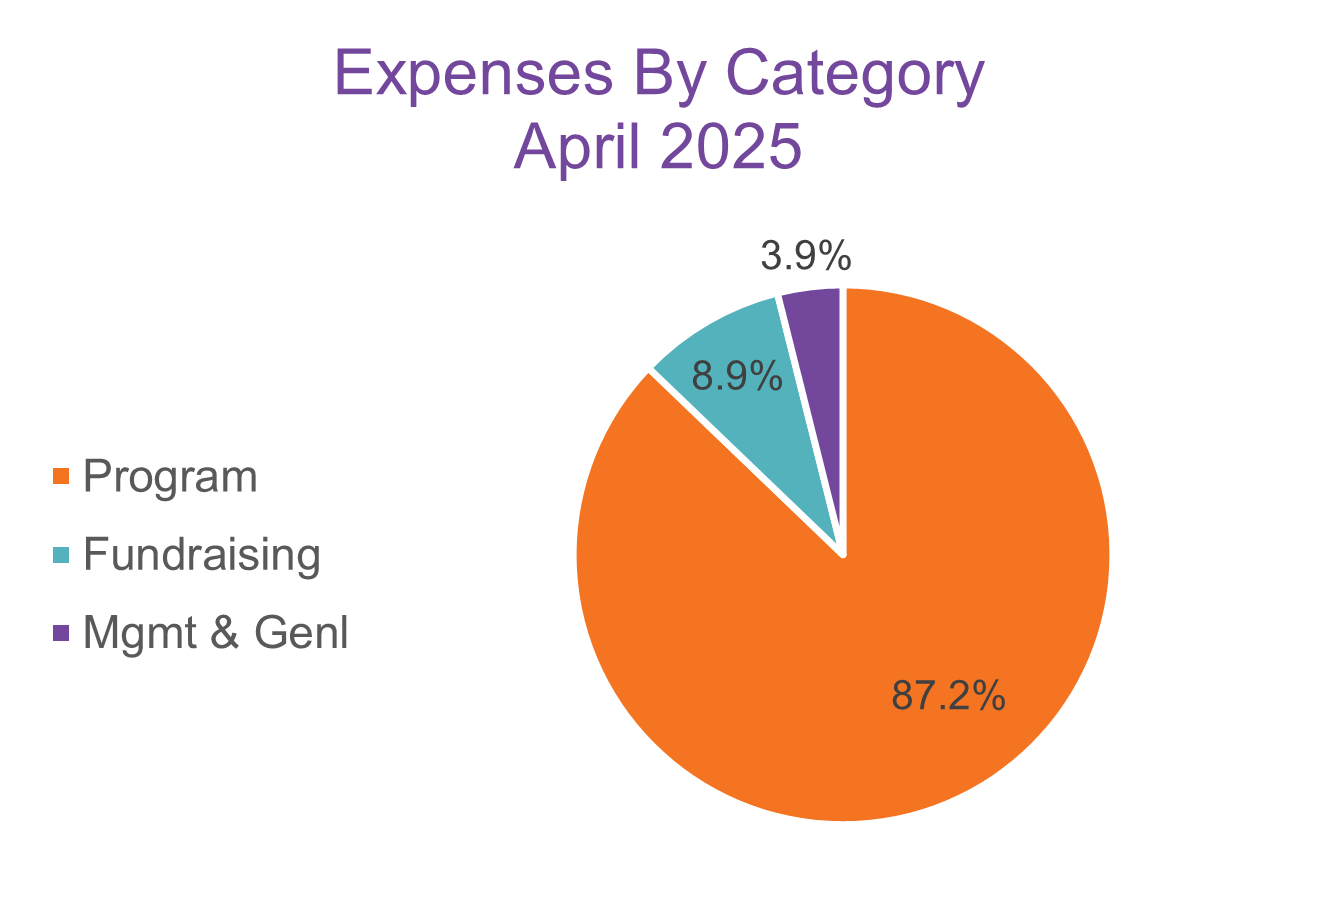 Expenses By Category
April 2025
3.9%
8.9%
Program
Fundraising
Mgmt & Genl
87.2%